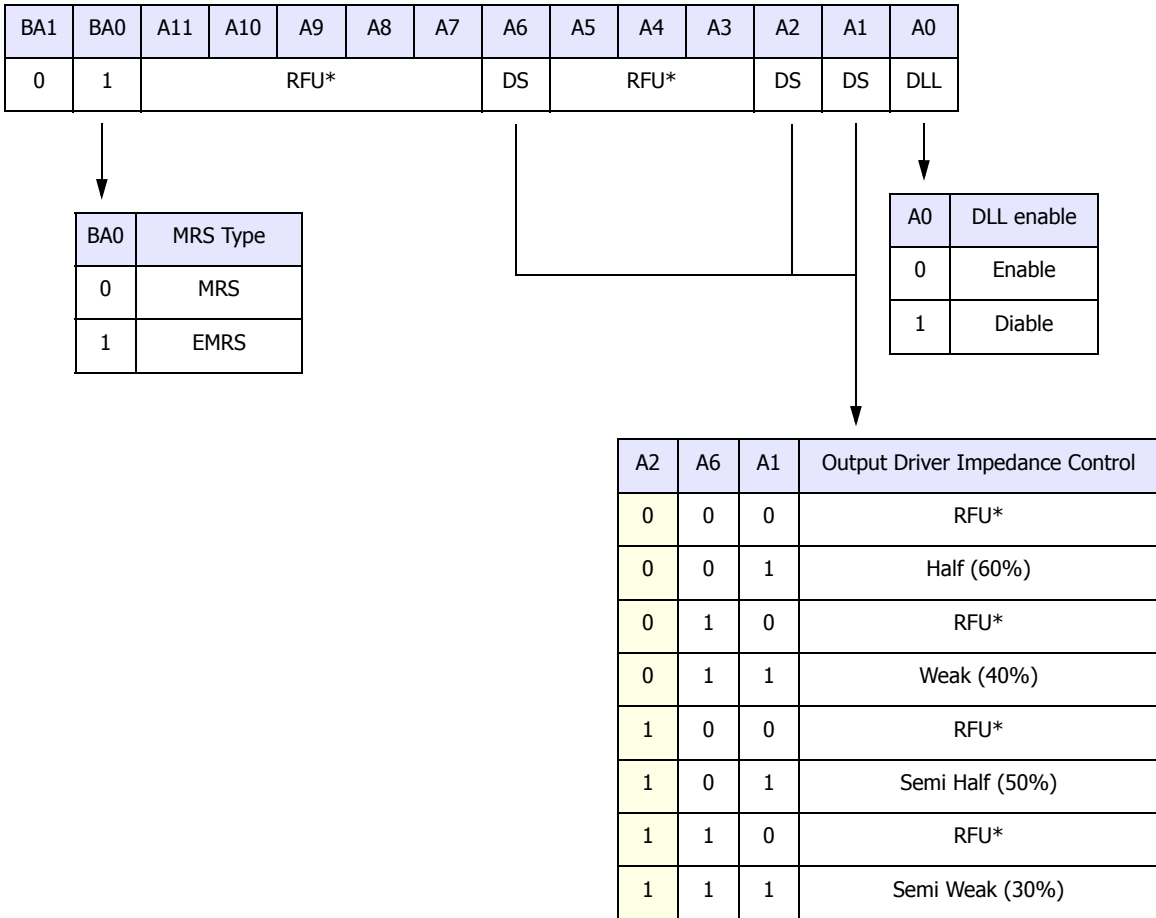 BA1 BA0 A11 A10 A9 A8 A7 A6 A5 A4 A3 A2 A1 A0
0 1 RFU* DS RFU* DS DS DLL
BA0 MRS Type
0 MRS
1 EMRS
A0 DLL enable
0 Enable
1 Diable
A2 A6 A1 Output Driver Impedance Control
0 0 0 RFU*
0 0 1 Half (60%)
0 1 0 RFU*
0 1 1 Weak (40%)
1 0 0 RFU*
1 0 1 Semi Half (50%)
1 1 0 RFU*
1 1 1 Semi Weak (30%)